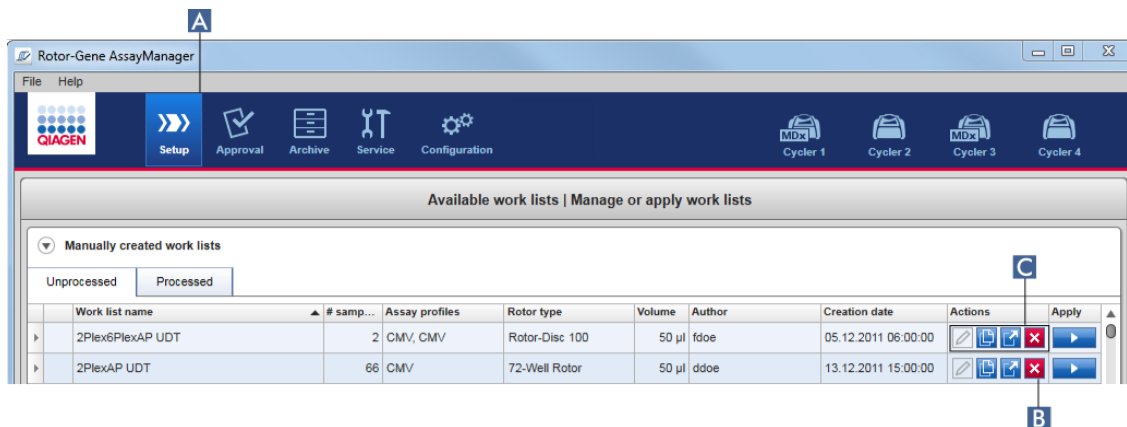 A
Rotor-Gene AssayManager
File Help
QIAGEN
Setup Approval Archive Service Configuration
MDx Cycler 1 Cycler 2 MDx Cycler 3 Cycler 4
Available work lists | Manage or apply work lists
Manually created work lists
C
Unprocessed Processed
Work list name # samp... Assay profiles Rotor type Volume Author Creation date Actions Apply
2Plex6PlexAP UDT 2 CMV, CMV Rotor-Disc 100 50 µl fdoe 05.12.2011 06:00:00
2PlexAP UDT 66 CMV 72-Well Rotor 50 µl ddoe 13.12.2011 15:00:00
B